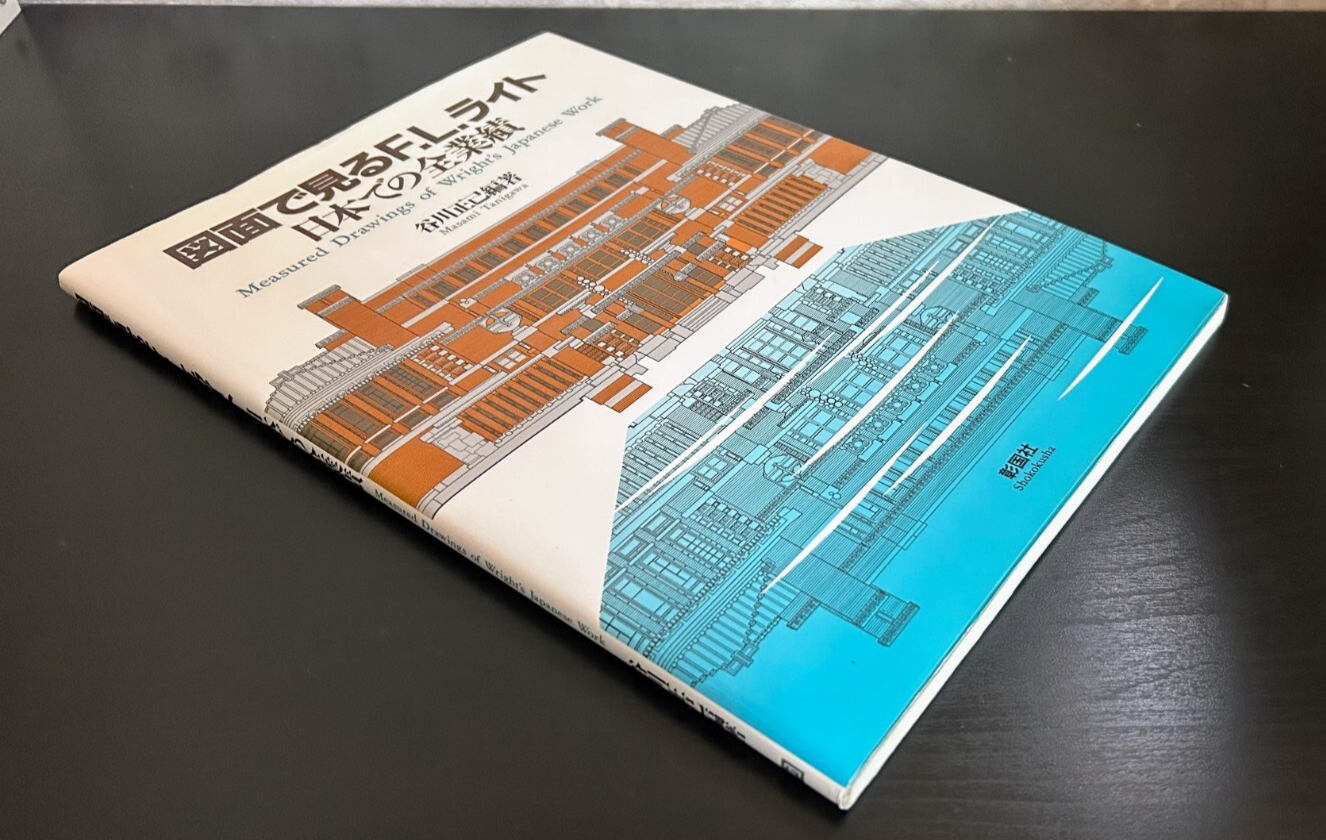 図面で見るF.L.ライト
日本での全業績
Measured Drawings of Wright's Japanese Work
谷川正己編著
Masami Tanigawa
彰国社
Shokokusha
Measured Drawings of Wright's Japanese Work